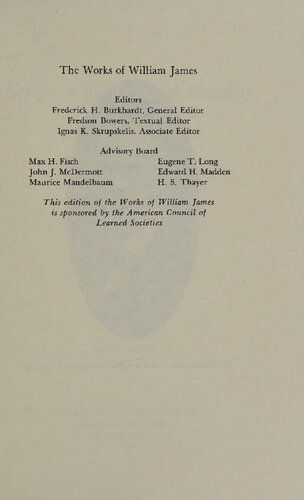 The Works of William James
Editors
Frederick H. Burkhardt, General Editor
Fredson Bowers, Textual Editor
Ignas K. Skrupskelis, Associate Editor
Advisory Board
Max H. Fisch Eugene T. Long
John J. McDermott Edward H. Madden
Maurice Mandelbaum H. S. Thayer
This edition of the Works of William James
is sponsored by the American Council of
Learned Societies